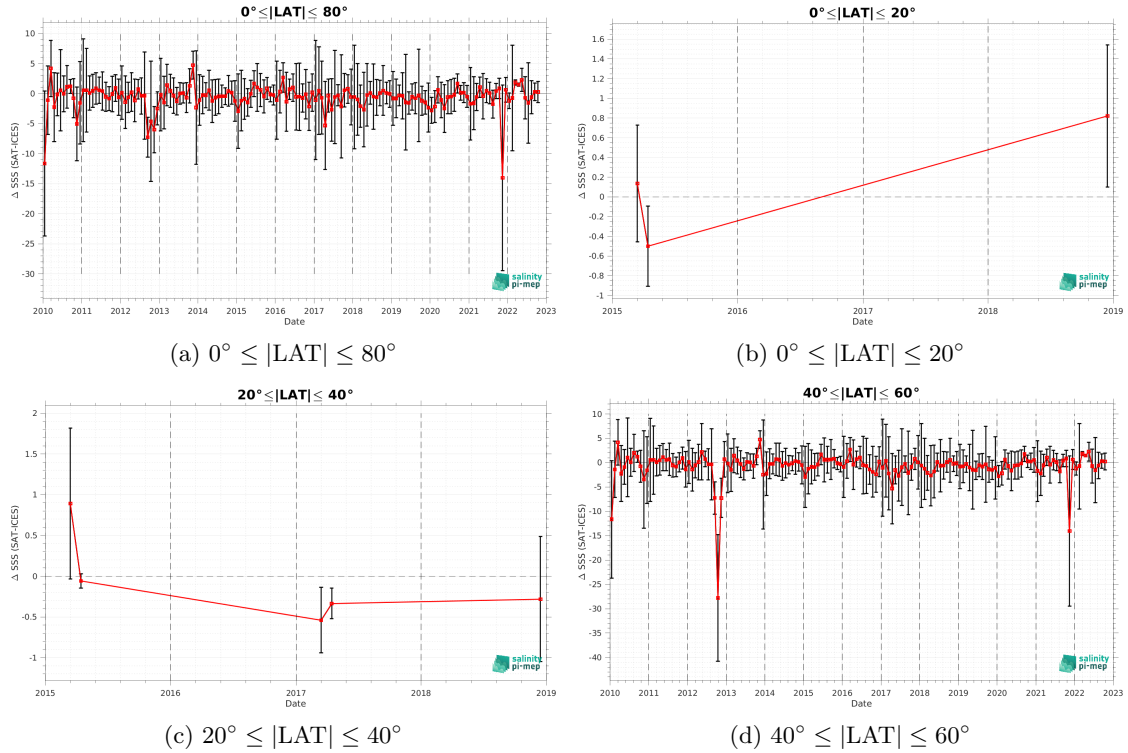 0°≤|LAT|≤ 80°
10
5
0
-5
-10
-15
-20
-25
-30
Δ SSS (SAT-ICES)
2010 2011 2012 2013 2014 2015 2016 2017 2018 2019 2020 2021 2022 2023
Date
salinity
pi-mep
(a) 0° ≤ |LAT| ≤ 80°
0°≤|LAT|≤ 20°
1.6
1.4
1.2
1
0.8
0.6
0.4
0.2
0
-0.2
-0.4
-0.6
-0.8
-1
Δ SSS (SAT-ICES)
2015 2016 2017 2018 2019
Date
salinity
pi-mep
(b) 0° ≤ |LAT| ≤ 20°
20°≤|LAT|≤ 40°
2
1.5
1
0.5
0
-0.5
-1
Δ SSS (SAT-ICES)
2015 2016 2017 2018 2019
Date
salinity
pi-mep
(c) 20° ≤ |LAT| ≤ 40°
40°≤|LAT|≤ 60°
10
5
0
-5
-10
-15
-20
-25
-30
-35
-40
Δ SSS (SAT-ICES)
2010 2011 2012 2013 2014 2015 2016 2017 2018 2019 2020 2021 2022 2023
Date
salinity
pi-mep
(d) 40° ≤ |LAT| ≤ 60°